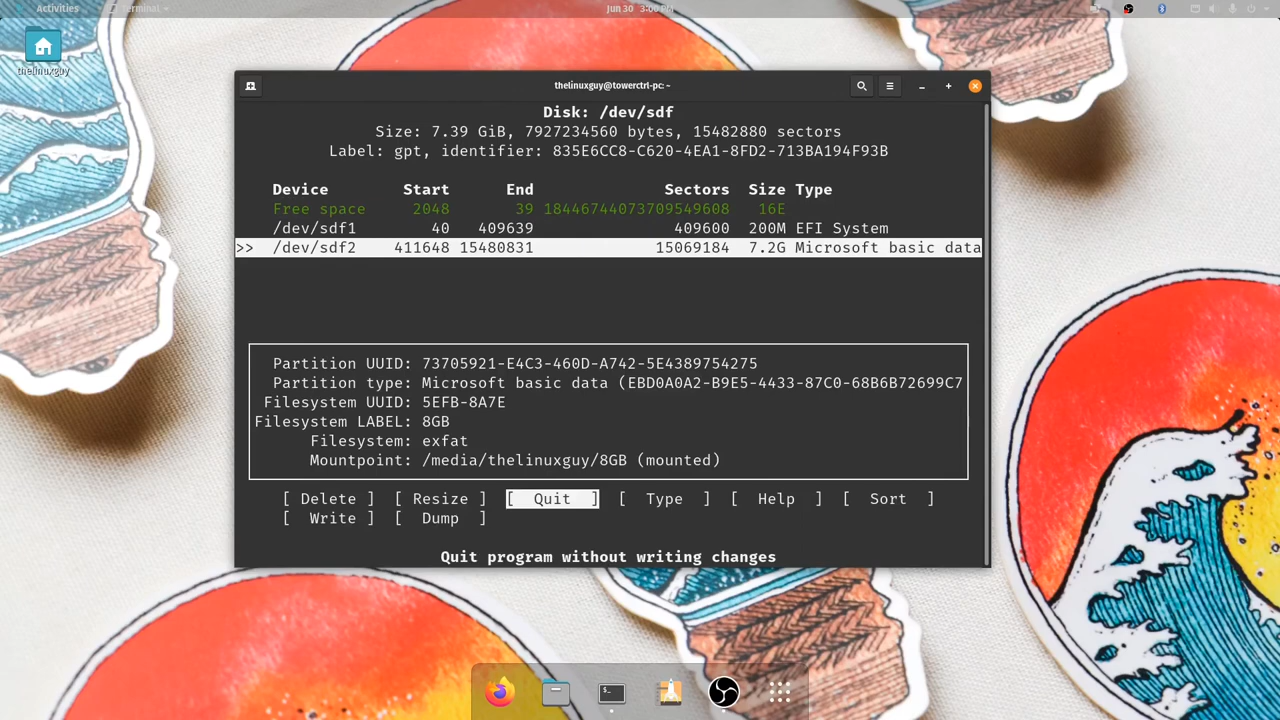 Activities
Terminal
Jun 30 3:00 PM
thelinuxguy
thelinuxguy@towerctrl-pc: ~
Disk: /dev/sdf
Size: 7.39 GiB, 7927234560 bytes, 15482880 sectors
Label: gpt, identifier: 835E6CC8-C620-4EA1-8FD2-713BA194F93B
Device Start End Sectors Size Type
Free space 2048 39 18446744073709549608 16E
/dev/sdf1 40 409639 409600 200M EFI System
>> /dev/sdf2 411648 15480831 15069184 7.2G Microsoft basic data
Partition UUID: 73705921-E4C3-460D-A742-5E4389754275
Partition type: Microsoft basic data (EBD0A0A2-B9E5-4433-87C0-68B6B72699C7
Filesystem UUID: 5EFB-8A7E
Filesystem LABEL: 8GB
Filesystem: exfat
Mountpoint: /media/thelinuxguy/8GB (mounted)
[ Delete ] [ Resize ] [ Quit ] [ Type ] [ Help ] [ Sort ]
[ Write ] [ Dump ]
Quit program without writing changes